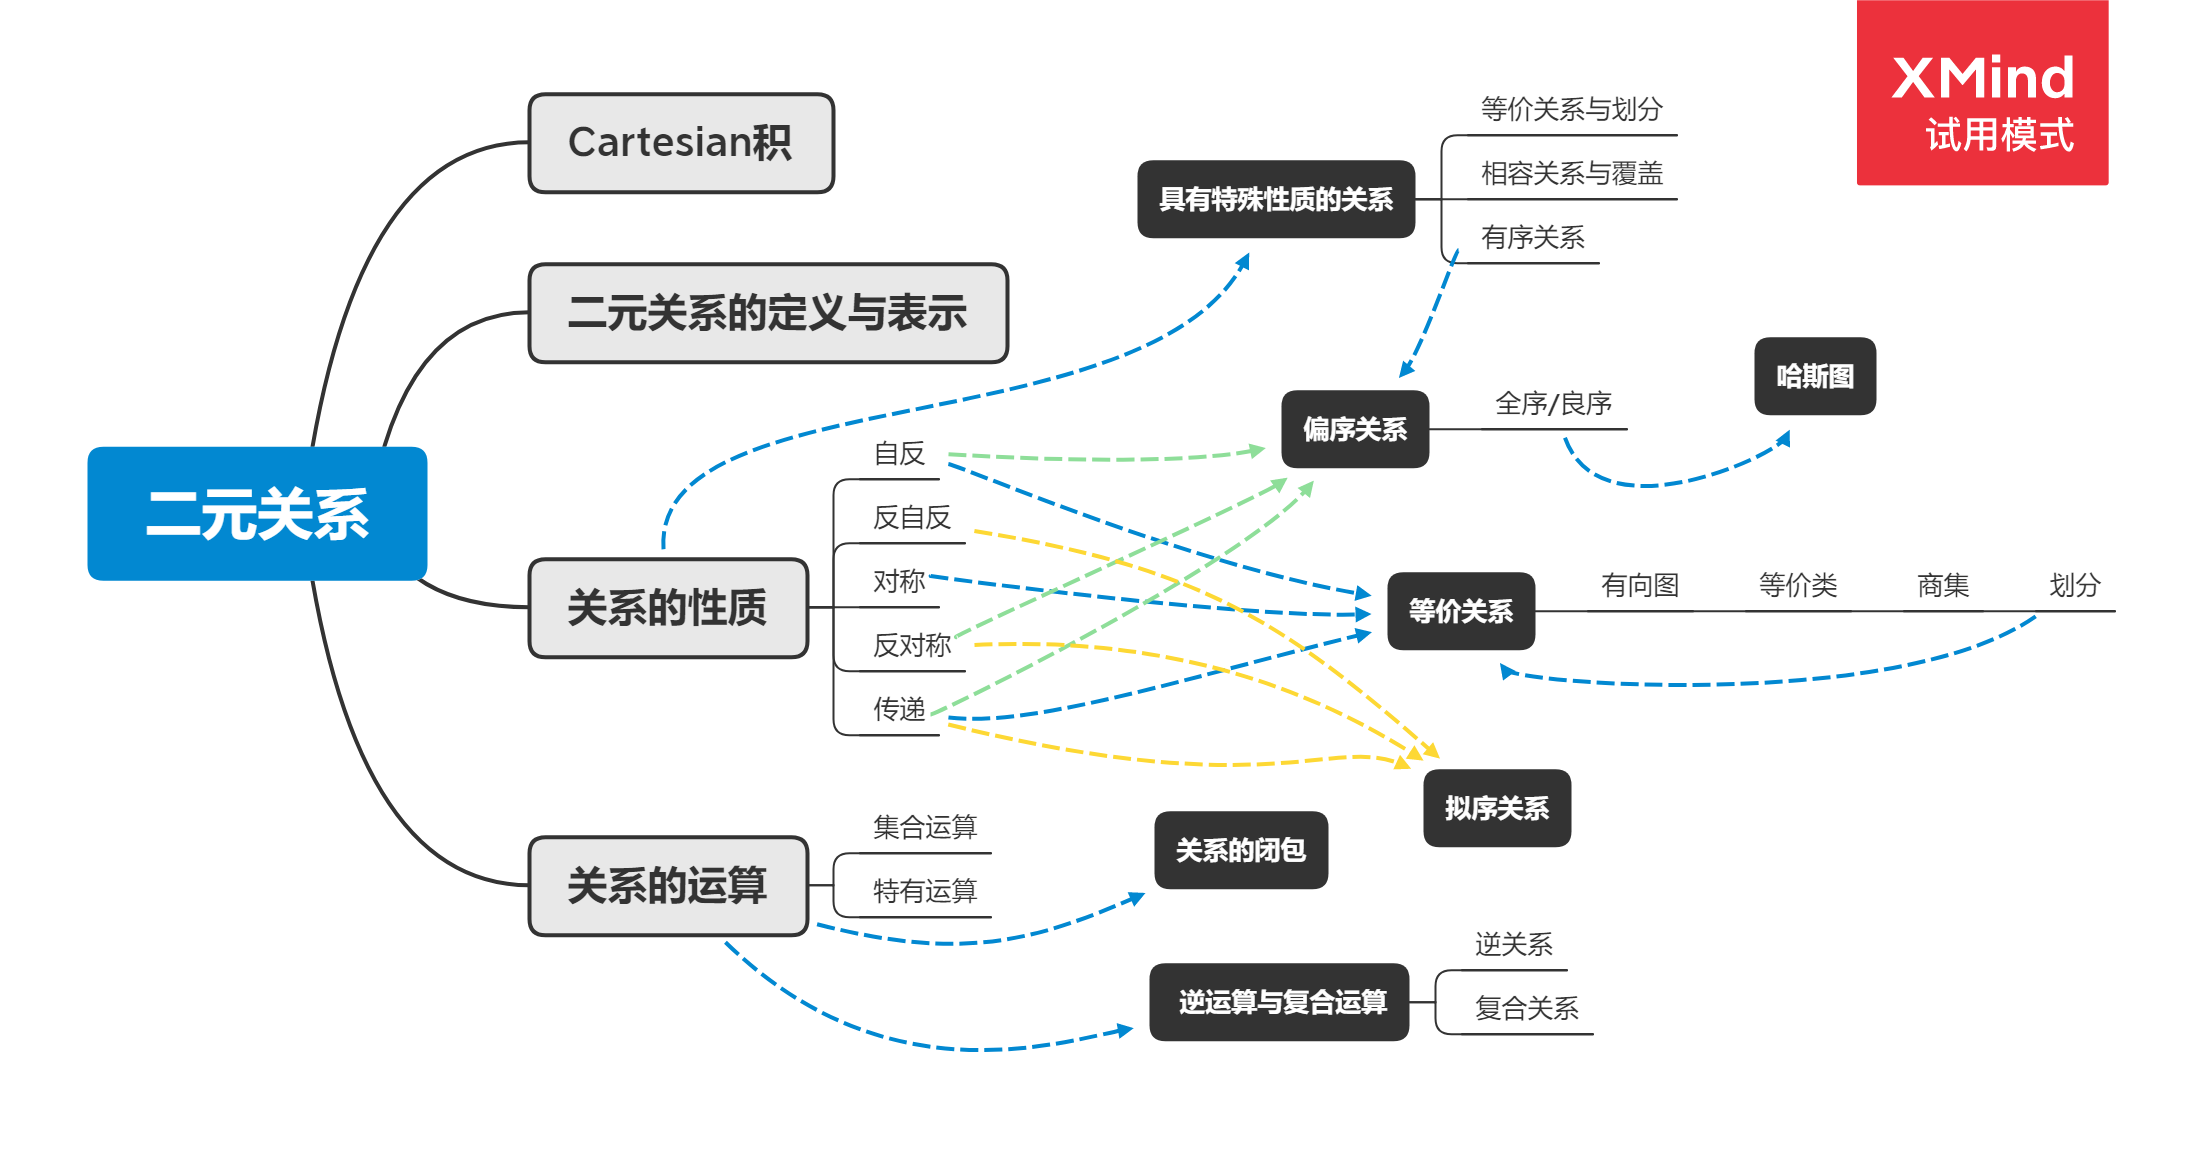 XMind
试用模式
二元关系
Cartesian积
二元关系的定义与表示
关系的性质
自反
反自反
对称
反对称
传递
关系的运算
集合运算
特有运算
具有特殊性质的关系
等价关系与划分
相容关系与覆盖
有序关系
偏序关系
全序/良序
哈斯图
等价关系
有向图
等价类
商集
划分
拟序关系
关系的闭包
逆运算与复合运算
逆关系
复合关系